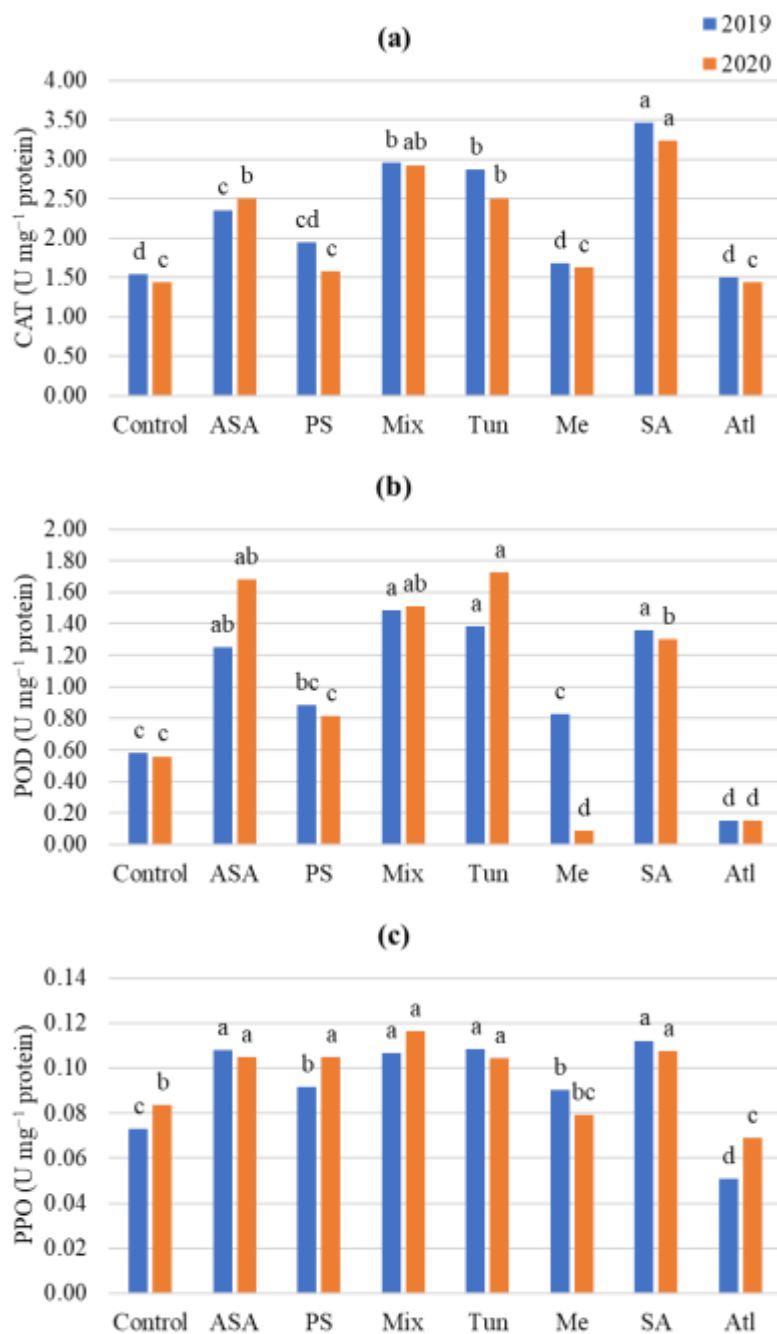 (a)
2019
2020
CAT (U mg⁻¹ protein)
4.00
3.50
3.00
2.50
2.00
1.50
1.00
0.50
0.00
d c
c b
cd c
b ab
b b
d c
a a
d c
Control ASA PS Mix Tun Me SA Atl
(b)
POD (U mg⁻¹ protein)
2.00
1.80
1.60
1.40
1.20
1.00
0.80
0.60
0.40
0.20
0.00
c c
ab ab
bc c
a ab
a a
c d
a b
d d
Control ASA PS Mix Tun Me SA Atl
(c)
PPO (U mg⁻¹ protein)
0.14
0.12
0.10
0.08
0.06
0.04
0.02
0.00
c b
a a
b a
a a
a a
b bc
a a
d c
Control ASA PS Mix Tun Me SA Atl